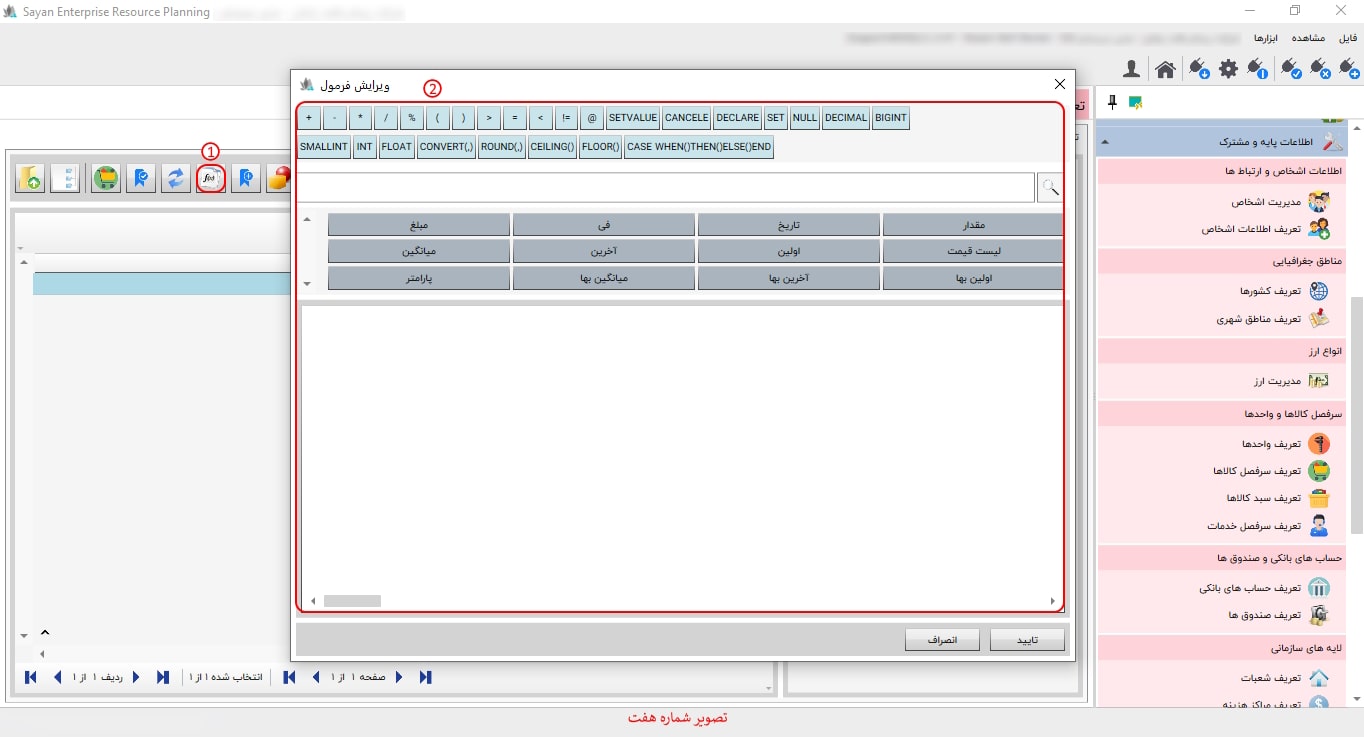 Sayan Enterprise Resource Planning
فایل
مشاهده
ابزارها
ویرایش فرمول
2
+ - * / % ( ) > = < != @ SETVALUE CANCELE DECLARE SET NULL DECIMAL BIGINT
SMALLINT INT FLOAT CONVERT(,) ROUND(,) CEILING() FLOOR() CASE WHEN()THEN()ELSE()END
1
f(x)
مقدار
تاریخ
فی
مبلغ
لیست قیمت
اولین
آخرین
میانگین
اولین بها
آخرین بها
میانگین بها
پارامتر
تایید
انصراف
اطلاعات پایه و مشترک
اطلاعات اشخاص و ارتباط ها
مدیریت اشخاص
تعریف اطلاعات اشخاص
مناطق جغرافیایی
تعریف کشورها
تعریف مناطق شهری
انواع ارز
مدیریت ارز
سرفصل کالاها و واحدها
تعریف واحدها
تعریف سرفصل کالاها
تعریف سبد کالاها
تعریف سرفصل خدمات
حساب های بانکی و صندوق ها
تعریف حساب های بانکی
تعریف صندوق ها
لایه های سازمانی
تعریف شعبات
تعریف مراکز هزینه
ردیف ۱ از ۱
انتخاب شده ۱ از ۱
صفحه ۱ از ۱
تصویر شماره هفت